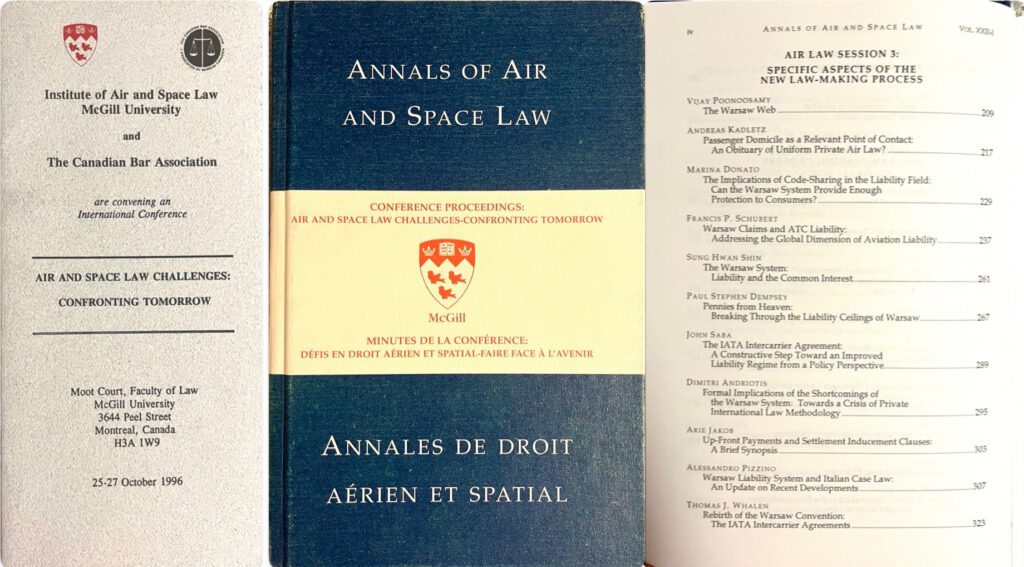 Institute of Air and Space Law
McGill University
and
The Canadian Bar Association
are convening an
International Conference
AIR AND SPACE LAW CHALLENGES:
CONFRONTING TOMORROW
Moot Court, Faculty of Law
McGill University
3644 Peel Street
Montreal, Canada
H3A 1W9
25-27 October 1996
ANNALS OF AIR
AND SPACE LAW
CONFERENCE PROCEEDINGS:
AIR AND SPACE LAW CHALLENGES-CONFRONTING TOMORROW
McGill
MINUTES DE LA CONFÉRENCE:
DÉFIS EN DROIT AÉRIEN ET SPATIAL-FAIRE FACE À L'AVENIR
ANNALES DE DROIT
AÉRIEN ET SPATIAL
iv ANNALS OF AIR AND SPACE LAW VOL. XXII-I
AIR LAW SESSION 3:
SPECIFIC ASPECTS OF THE
NEW LAW-MAKING PROCESS
VIJAY POONOOSAMY
The Warsaw Web 209
ANDREAS KADLETZ
Passenger Domicile as a Relevant Point of Contact:
An Obituary of Uniform Private Air Law? 217
MARINA DONATO
The Implications of Code-Sharing in the Liability Field:
Can the Warsaw System Provide Enough
Protection to Consumers? 229
FRANCIS P. SCHUBERT
Warsaw Claims and ATC Liability:
Addressing the Global Dimension of Aviation Liability 237
SUNG HWAN SHIN
The Warsaw System:
Liability and the Common Interest 261
PAUL STEPHEN DEMPSEY
Pennies from Heaven:
Breaking Through the Liability Ceilings of Warsaw 267
JOHN SABA
The IATA Intercarrier Agreement:
A Constructive Step Toward an Improved
Liability Regime from a Policy Perspective 289
DIMITRI ANDRIOTIS
Formal Implications of the Shortcomings of
the Warsaw System: Towards a Crisis of Private
International Law Methodology 295
ARIE JAKOB
Up-Front Payments and Settlement Inducement Clauses:
A Brief Synopsis 303
ALESSANDRO PIZZINO
Warsaw Liability System and Italian Case Law:
An Update on Recent Developments 307
THOMAS J. WHALEN
Rebirth of the Warsaw Convention:
The IATA Intercarrier Agreements 323